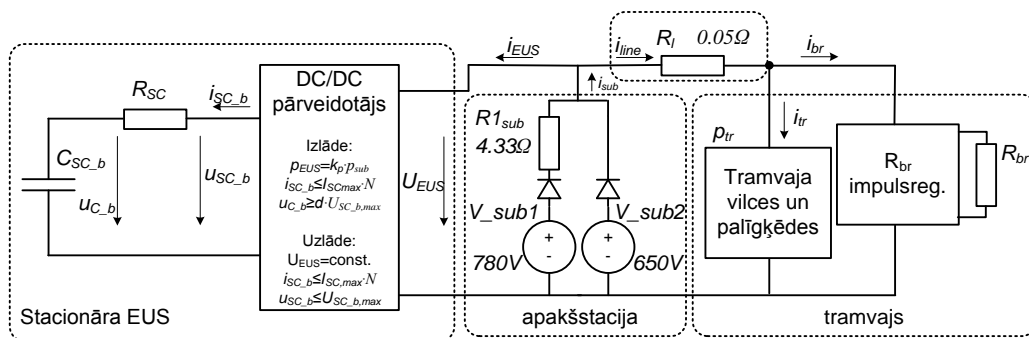 R_SC
i_SC_b
C_SC_b
u_C_b
u_SC_b
DC/DC
pārveidotājs
Izlāde:
p_EUS=k_p·p_sub
i_SC_b≤I_SCmax·N
u_C_b≥d·U_SC_b,max
Uzlāde:
U_EUS=const.
i_SC_b≤I_SC,max·N
u_SC_b≤U_SC_b,max
Stacionāra EUS
U_EUS
i_EUS
i_line
i_sub
R_l 0.05Ω
R1_sub
4.33Ω
V_sub1
+
-
780V
V_sub2
+
-
650V
apakšstacija
i_br
i_tr
p_tr
Tramvaja
vilces un
palīgķēdes
R_br
impulsreg.
R_br
tramvajs